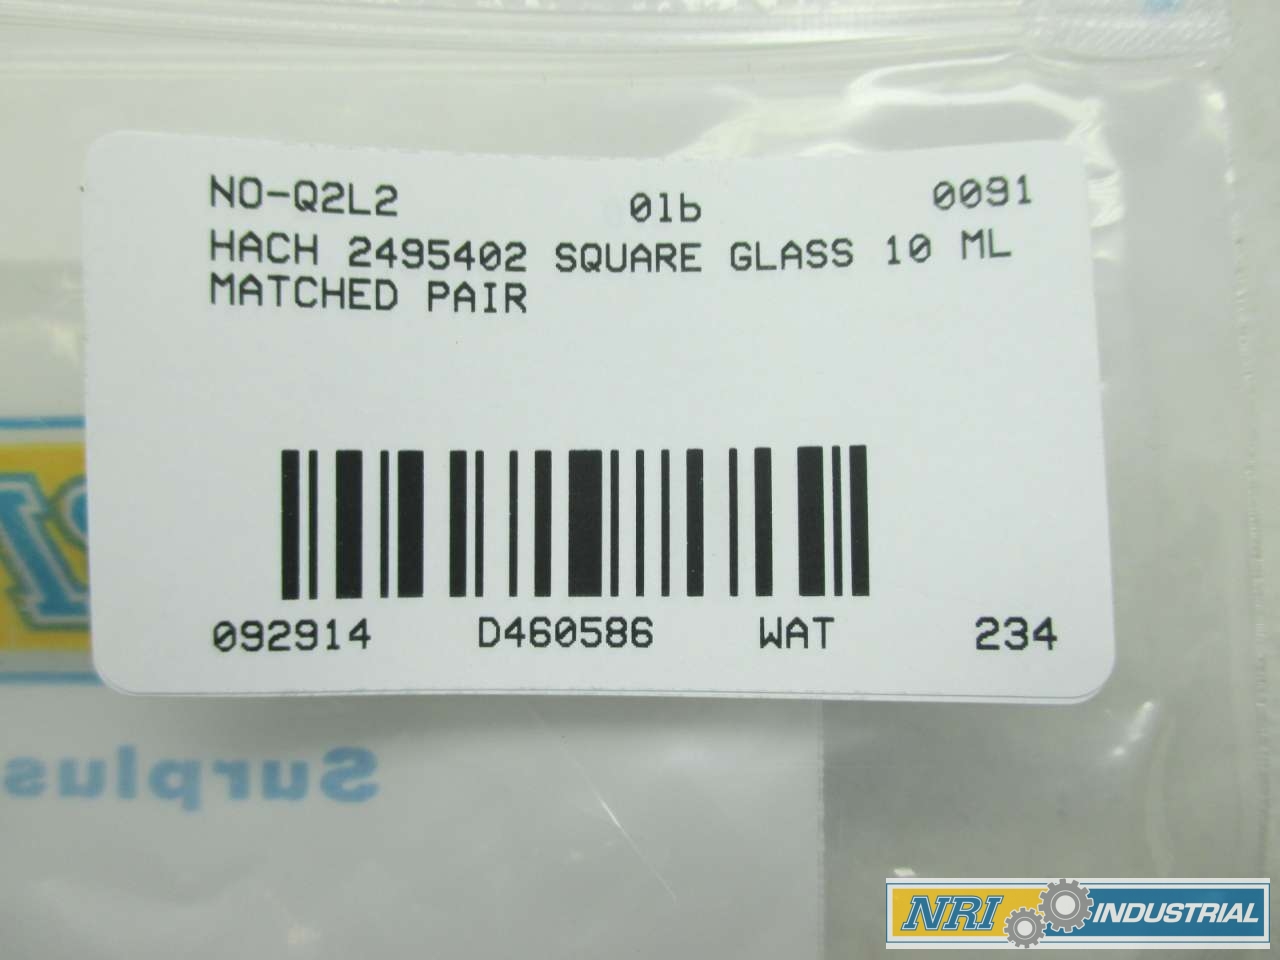 NO-Q2L2 0lb 0091
HACH 2495402 SQUARE GLASS 10 ML
MATCHED PAIR
092914 D460586 WAT 234
Surplus
NRI INDUSTRIAL